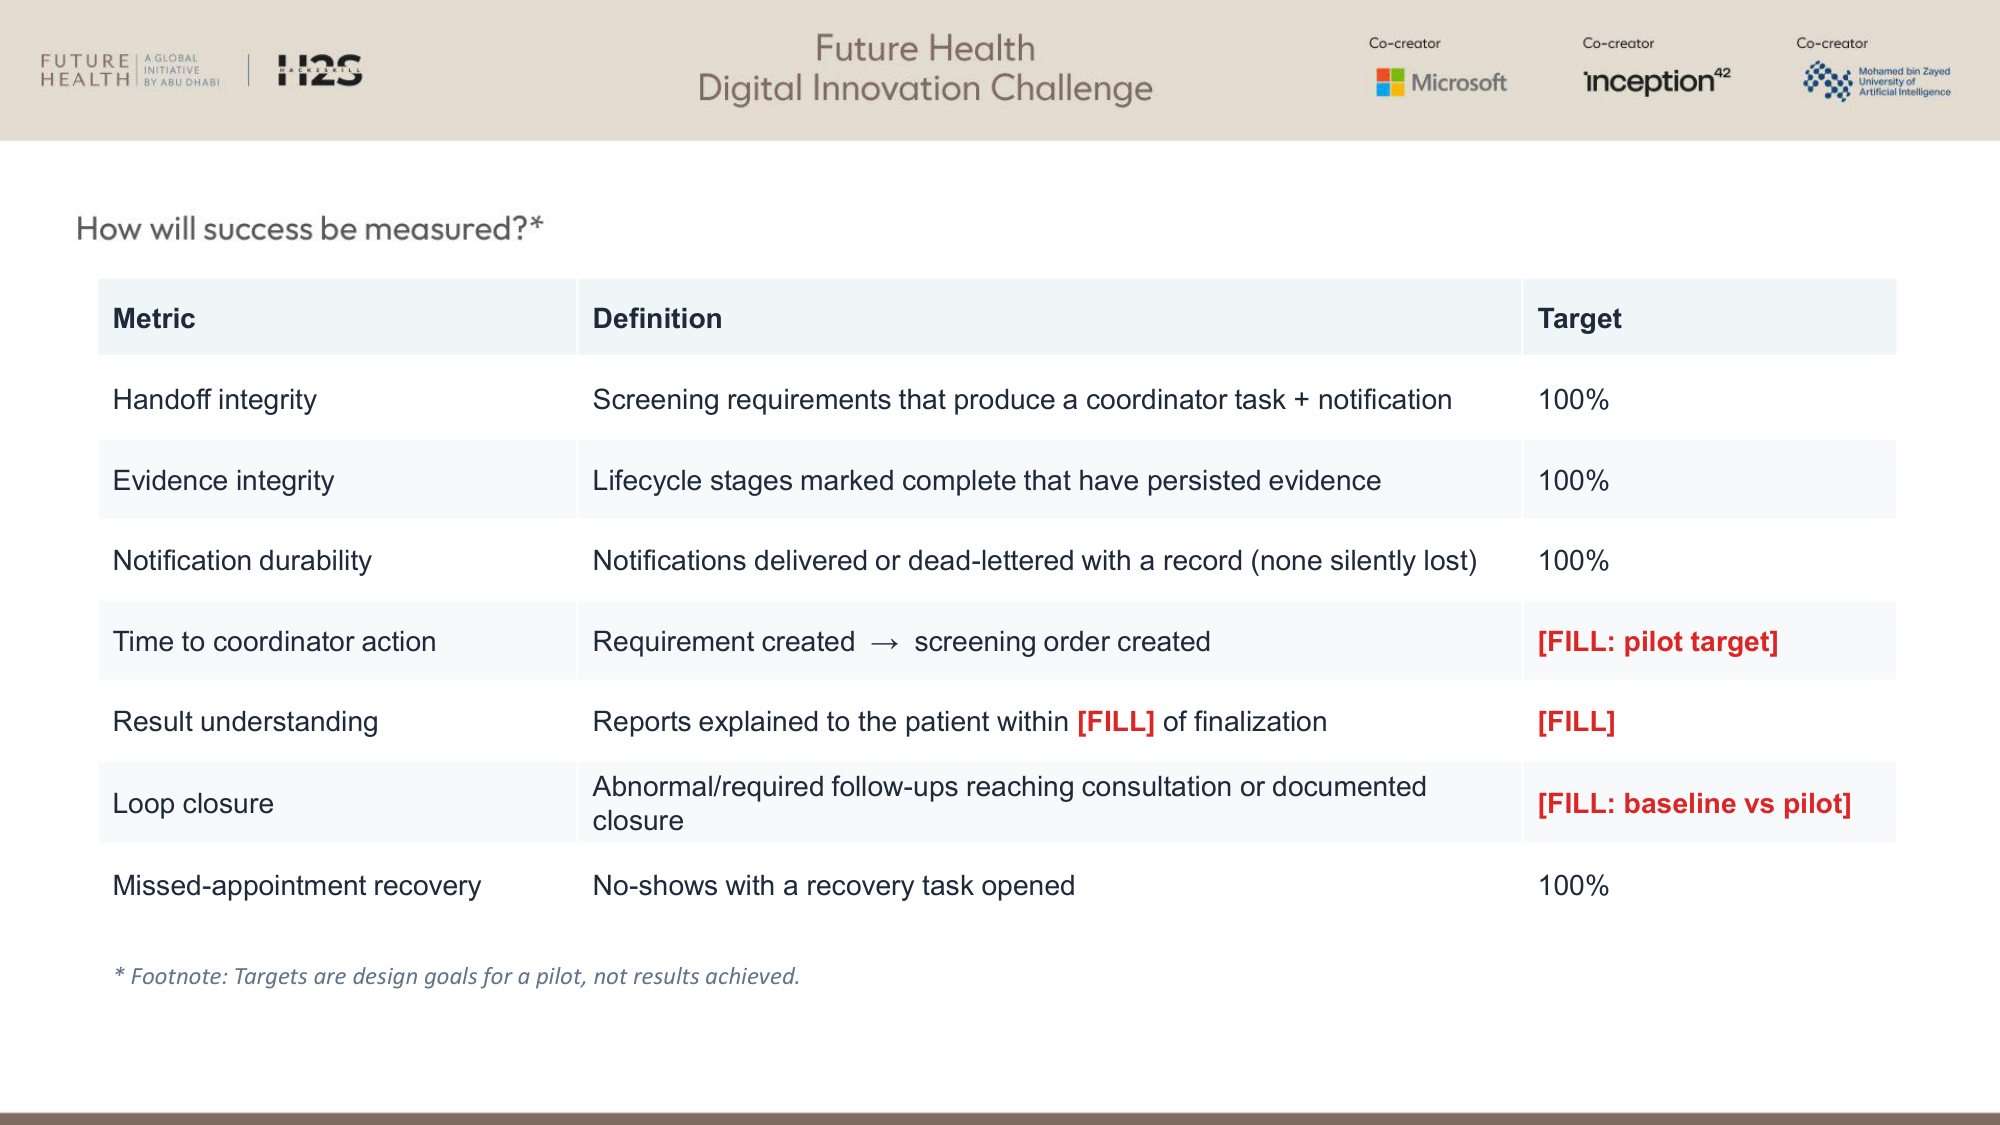 FUTURE HEALTH
A GLOBAL INITIATIVE BY ABU DHABI
H2S
HACK2SKILL
Future Health
Digital Innovation Challenge
Co-creator
Microsoft
Co-creator
inception42
Co-creator
Mohamed bin Zayed
University of
Artificial Intelligence
How will success be measured?*
Metric Definition Target
Handoff integrity Screening requirements that produce a coordinator task + notification 100%
Evidence integrity Lifecycle stages marked complete that have persisted evidence 100%
Notification durability Notifications delivered or dead-lettered with a record (none silently lost) 100%
Time to coordinator action Requirement created → screening order created [FILL: pilot target]
Result understanding Reports explained to the patient within [FILL] of finalization [FILL]
Loop closure Abnormal/required follow-ups reaching consultation or documented closure [FILL: baseline vs pilot]
Missed-appointment recovery No-shows with a recovery task opened 100%
* Footnote: Targets are design goals for a pilot, not results achieved.